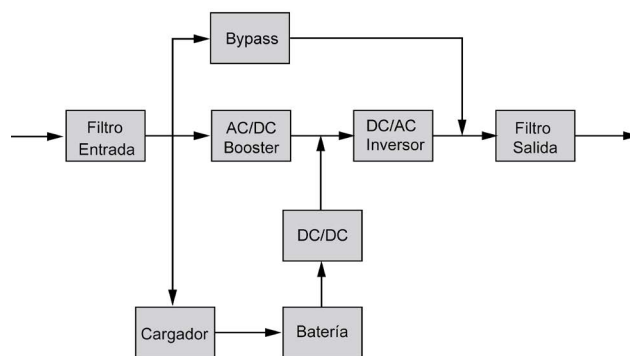 Bypass
Filtro
Entrada
AC/DC
Booster
DC/AC
Inversor
Filtro
Salida
DC/DC
Cargador
Batería